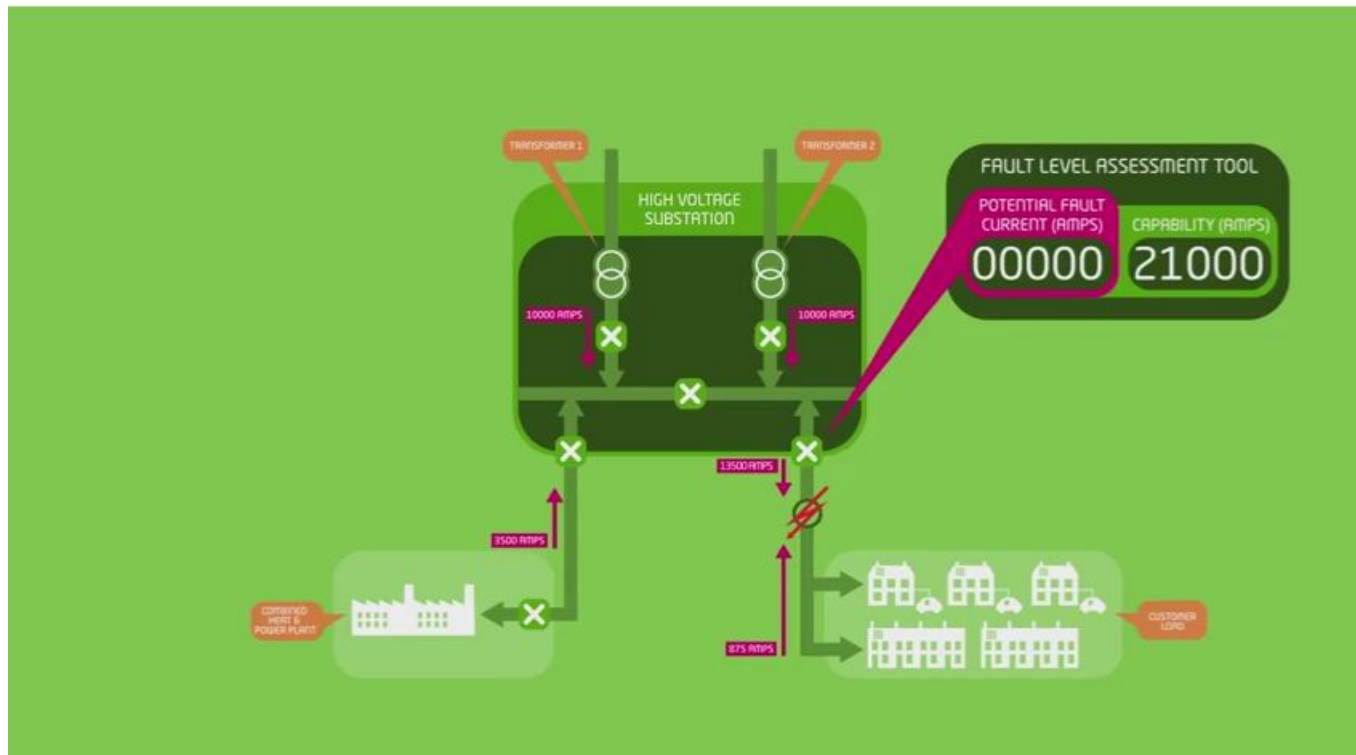 TRANSFORMER 1
TRANSFORMER 2
HIGH VOLTAGE
SUBSTATION
FAULT LEVEL ASSESSMENT TOOL
POTENTIAL FAULT
CURRENT (AMPS)
00000
CAPABILITY (AMPS)
21000
10000 AMPS
10000 AMPS
13500 AMPS
3500 AMPS
875 AMPS
COMBINED
HEAT &
POWER PLANT
CUSTOMER
LOAD